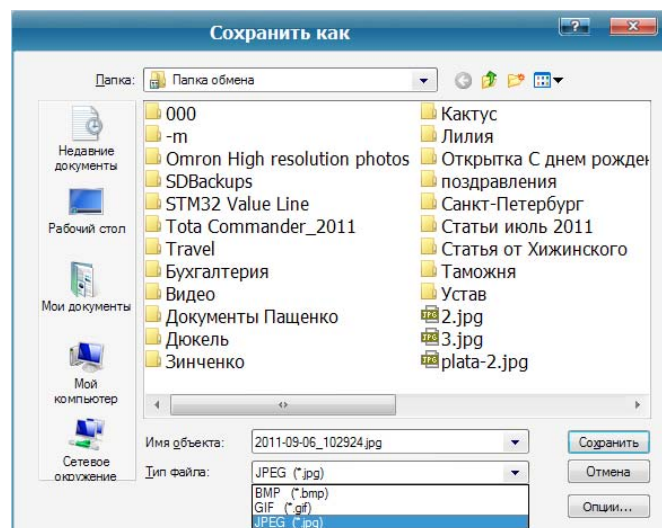 Сохранить как
?
Папка:
Папка обмена
Недавние
документы
Рабочий стол
Мои документы
Мой
компьютер
Сетевое
окружение
000
-m
Omron High resolution photos
SDBackups
STM32 Value Line
Tota Commander_2011
Travel
Бухгалтерия
Видео
Документы Пащенко
Дюкель
Зинченко
Кактус
Лилия
Открытка С днем рожден
поздравления
Санкт-Петербург
Статьи июль 2011
Статья от Хижинского
Таможня
Устав
2.jpg
3.jpg
plata-2.jpg
Имя объекта:
2011-09-06_102924.jpg
Сохранить
Тип файла:
JPEG (*.jpg)
Отмена
BMP (*.bmp)
GIF (*.gif)
JPEG (*.jpg)
Опции...